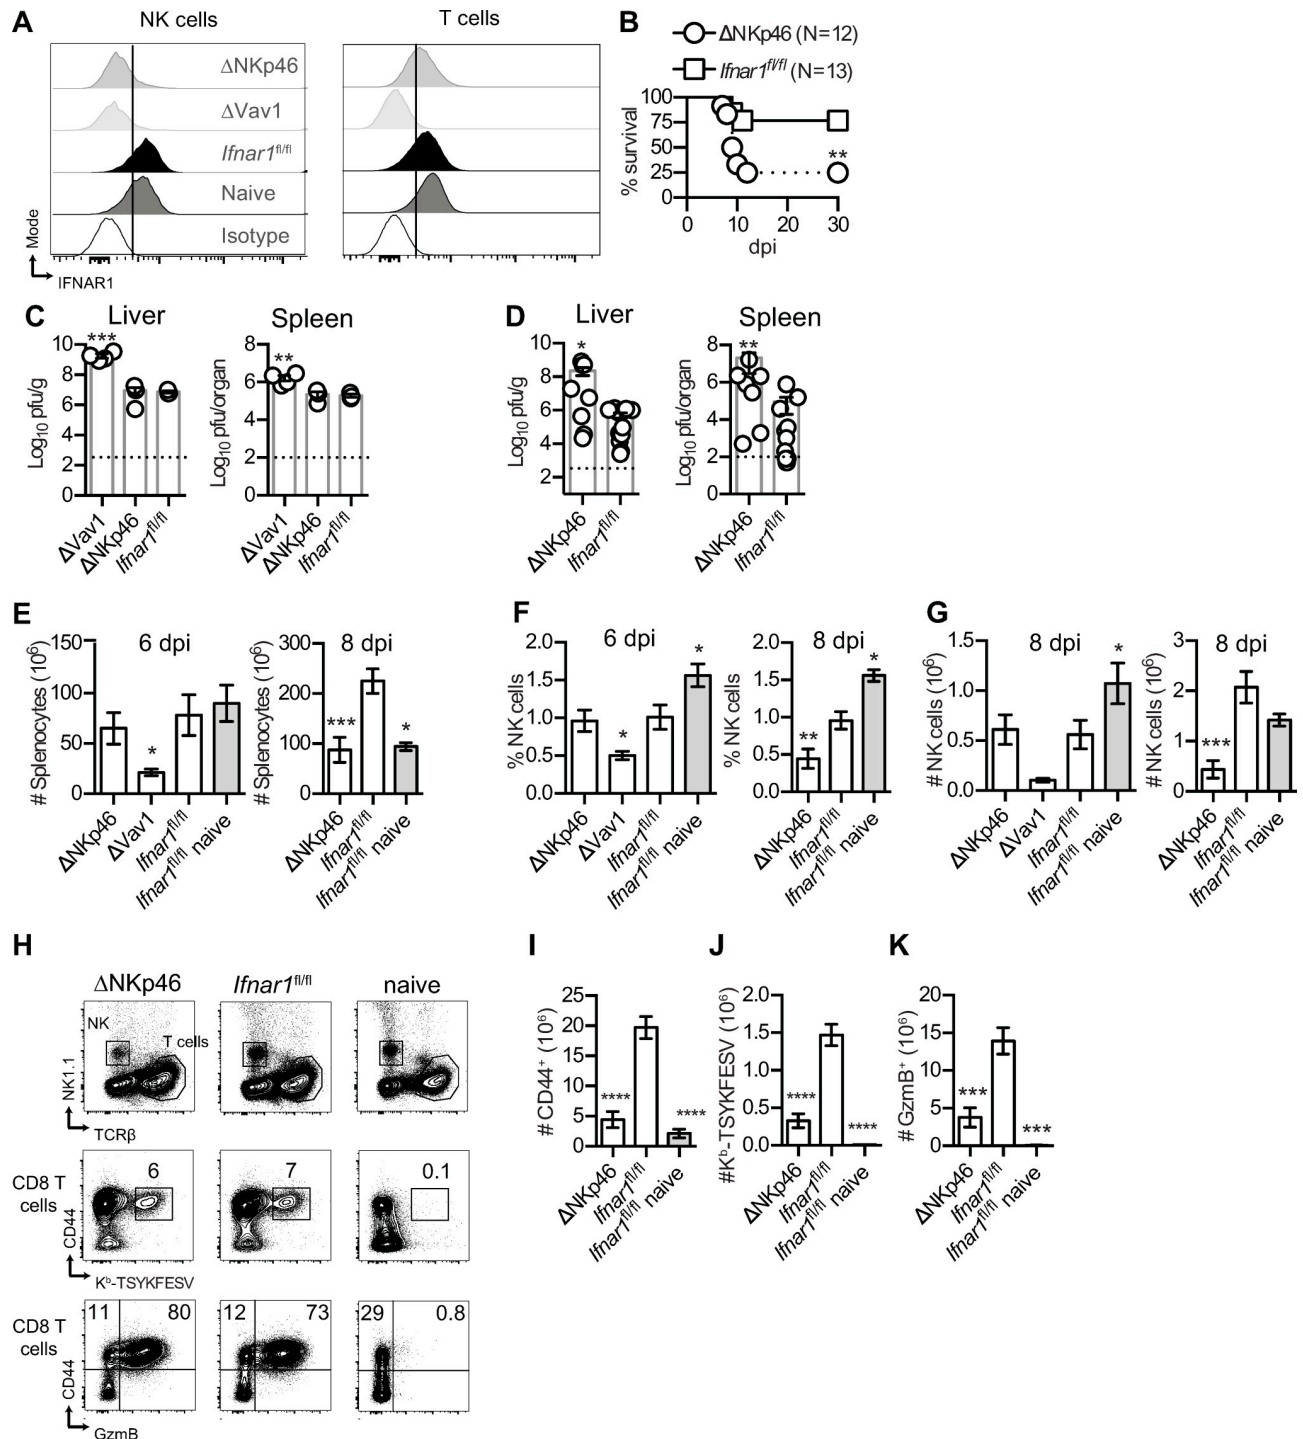 A
NK cells
T cells
ΔNKp46
ΔVav1
Ifnar1fl/fl
Naive
Isotype
Mode
IFNAR1
B
ΔNKp46 (N=12)
Ifnar1fl/fl (N=13)
% survival
100
75
50
25
0
**
0 10 20 30
dpi
C
Liver
Log10 pfu/g
10
8
6
4
2
0
***
ΔVav1
ΔNKp46
Ifnar1fl/fl
Spleen
Log10 pfu/organ
8
6
4
2
0
**
ΔVav1
ΔNKp46
Ifnar1fl/fl
D
Liver
Log10 pfu/g
10
8
6
4
2
*
ΔNKp46
Ifnar1fl/fl
Spleen
Log10 pfu/organ
8
6
4
2
0
**
ΔNKp46
Ifnar1fl/fl
E
6 dpi
# Splenocytes (10⁶)
150
100
50
0
*
ΔNKp46
ΔVav1
Ifnar1fl/fl
Ifnar1fl/fl naive
8 dpi
# Splenocytes (10⁶)
300
200
100
0
***
*
ΔNKp46
Ifnar1fl/fl
Ifnar1fl/fl naive
F
6 dpi
% NK cells
2.0
1.5
1.0
0.5
0.0
*
*
ΔNKp46
ΔVav1
Ifnar1fl/fl
Ifnar1fl/fl naive
8 dpi
% NK cells
2.0
1.5
1.0
0.5
0.0
**
*
ΔNKp46
Ifnar1fl/fl
Ifnar1fl/fl naive
G
8 dpi
# NK cells (10⁶)
1.5
1.0
0.5
0.0
*
ΔNKp46
ΔVav1
Ifnar1fl/fl
Ifnar1fl/fl naive
8 dpi
# NK cells (10⁶)
3
2
1
0
***
ΔNKp46
Ifnar1fl/fl
Ifnar1fl/fl naive
H
ΔNKp46
Ifnar1fl/fl
naive
NK
T cells
NK1.1
TCRβ
CD8 T
cells
6
7
0.1
CD44
Kᵇ-TSYKFESV
CD8 T
cells
11 80
12 73
29 0.8
CD44
GzmB
I
# CD44⁺ (10⁶)
25
20
15
10
5
0
****
****
ΔNKp46
Ifnar1fl/fl
Ifnar1fl/fl naive
J
#Kᵇ-TSYKFESV (10⁶)
2.0
1.5
1.0
0.5
0.0
****
****
ΔNKp46
Ifnar1fl/fl
Ifnar1fl/fl naive
K
# GzmB⁺ (10⁶)
20
15
10
5
0
***
***
ΔNKp46
Ifnar1fl/fl
Ifnar1fl/fl naive